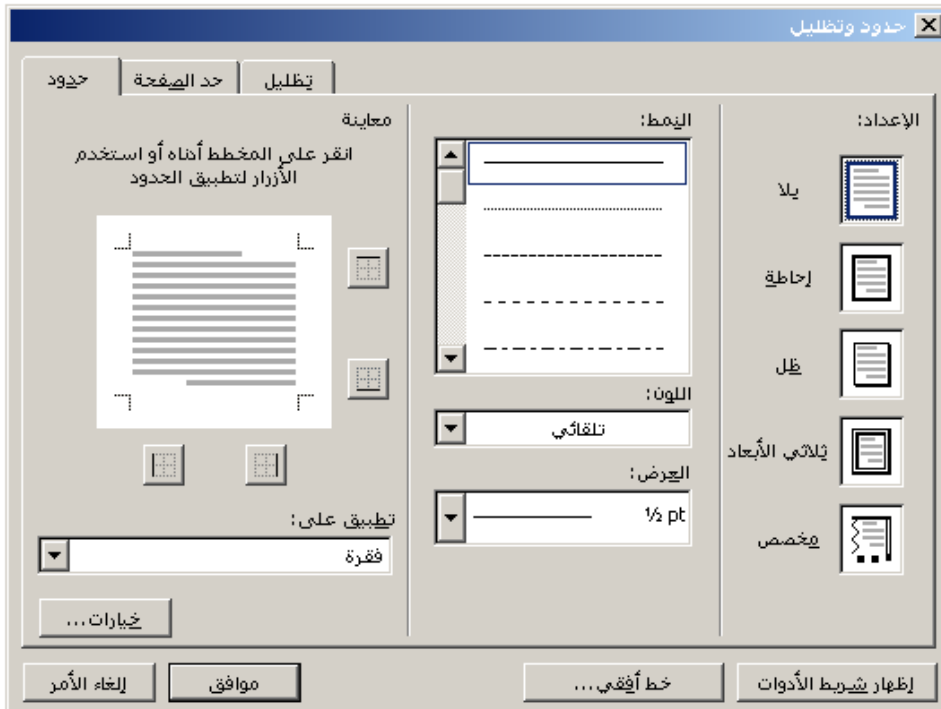 حدود وتظليل
حدود
حد الصفحة
تظليل
الإعداد:
بلا
إحاطة
ظل
ثلاثي الأبعاد
مخصص
النمط:
اللون:
تلقائي
العرض:
½ pt
معاينة
انقر على المخطط أدناه أو استخدم
الأزرار لتطبيق الحدود
تطبيق على:
فقرة
خيارات...
إظهار شريط الأدوات
خط أفقي...
موافق
إلغاء الأمر